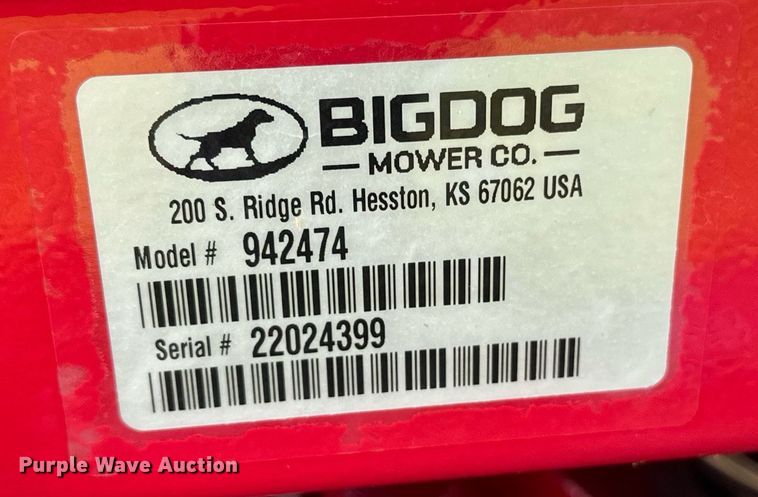 BIGDOG
— MOWER CO. —
200 S. Ridge Rd. Hesston, KS 67062 USA
Model # 942474
Serial # 22024399
Purple Wave Auction